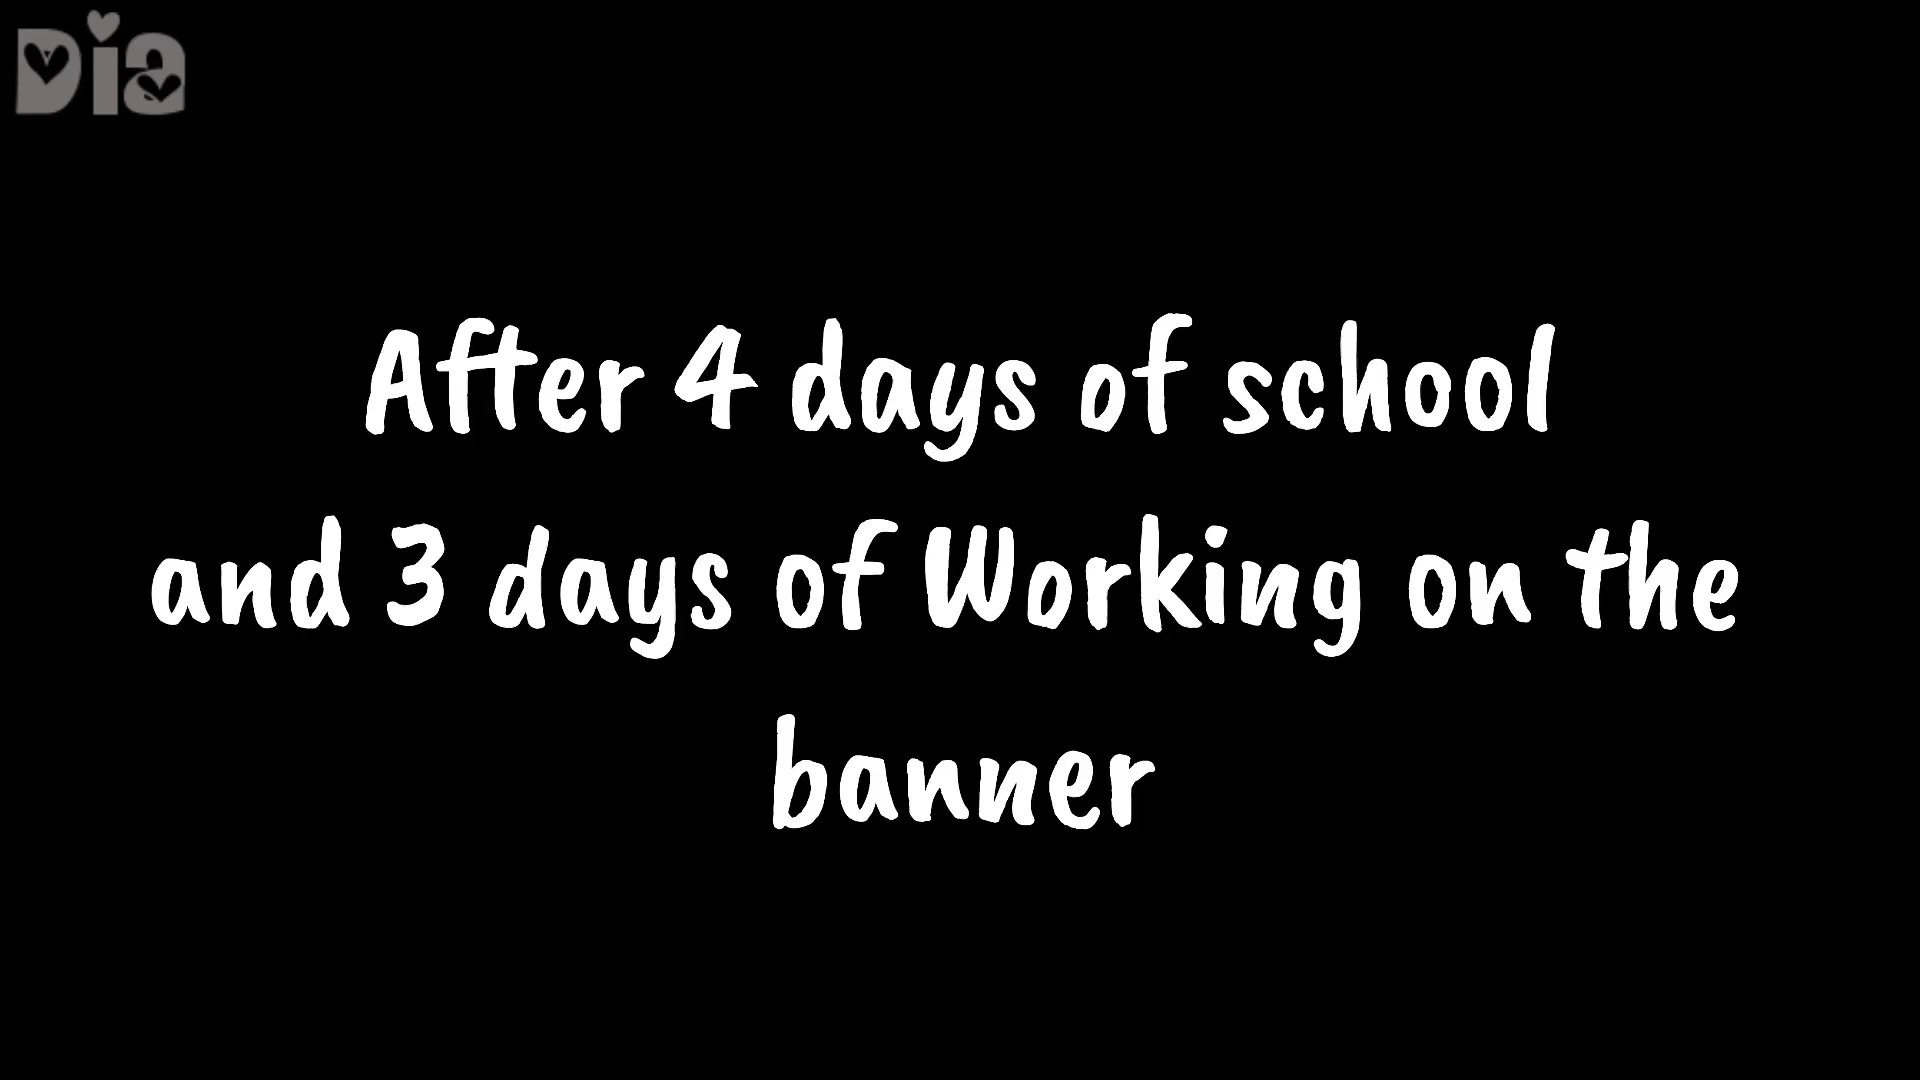 Dia
After 4 days of school
and 3 days of Working on the
banner